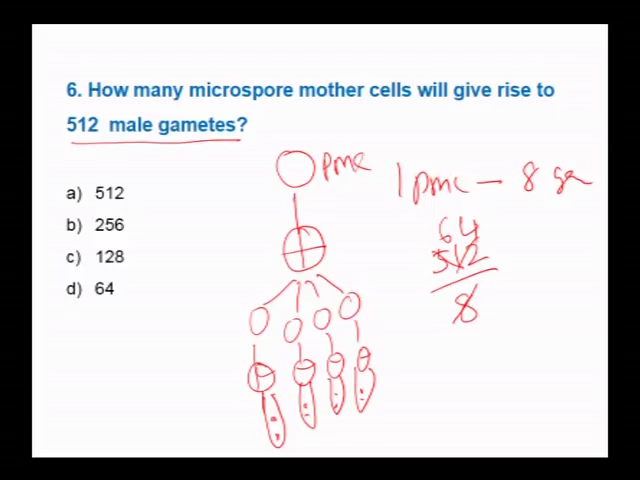 6. How many microspore mother cells will give rise to
512 male gametes?
a) 512
b) 256
c) 128
d) 64
pmc
1 pmc — 8 ga
64
512
8